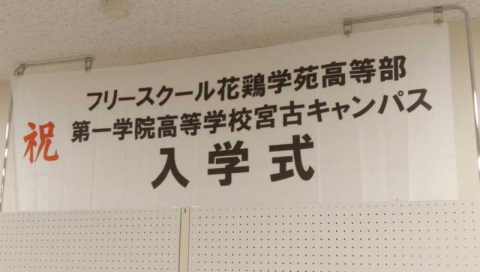 祝
フリースクール花鶏学苑高等部
第一学院高等学校宮古キャンパス
入学式